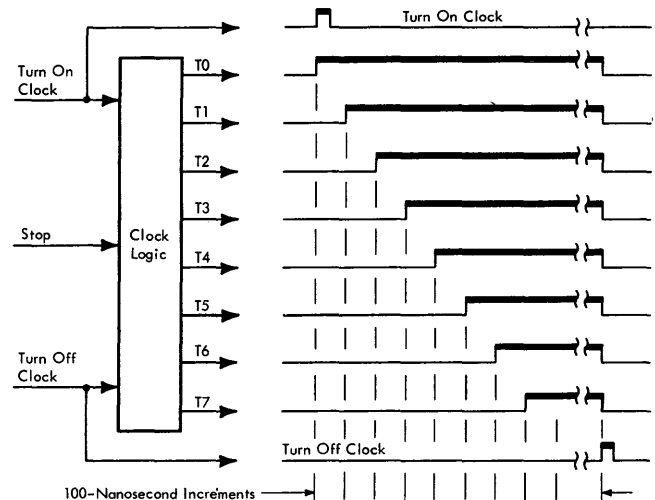 Turn On Clock
T0
Turn On
Clock
T1
T2
T3
Stop
Clock
Logic
T4
T5
Turn Off
Clock
T6
T7
Turn Off Clock
100-Nanosecond Increments